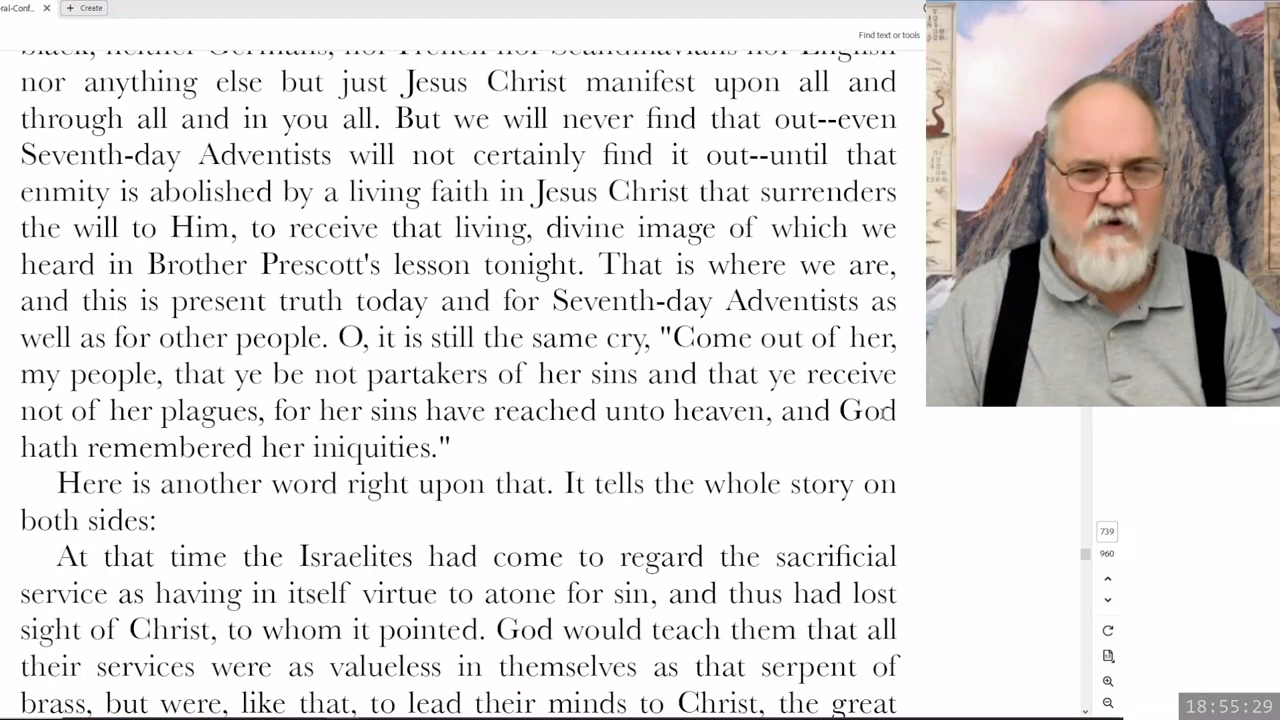 eral-Conf..
Create
Find text or tools
black, neither Germans, nor French nor Scandinavians nor English
nor anything else but just Jesus Christ manifest upon all and
through all and in you all. But we will never find that out--even
Seventh-day Adventists will not certainly find it out--until that
enmity is abolished by a living faith in Jesus Christ that surrenders
the will to Him, to receive that living, divine image of which we
heard in Brother Prescott's lesson tonight. That is where we are,
and this is present truth today and for Seventh-day Adventists as
well as for other people. O, it is still the same cry, "Come out of her,
my people, that ye be not partakers of her sins and that ye receive
not of her plagues, for her sins have reached unto heaven, and God
hath remembered her iniquities."
Here is another word right upon that. It tells the whole story on
both sides:
At that time the Israelites had come to regard the sacrificial
service as having in itself virtue to atone for sin, and thus had lost
sight of Christ, to whom it pointed. God would teach them that all
their services were as valueless in themselves as that serpent of
brass, but were, like that, to lead their minds to Christ, the great
739
960
18:55:29